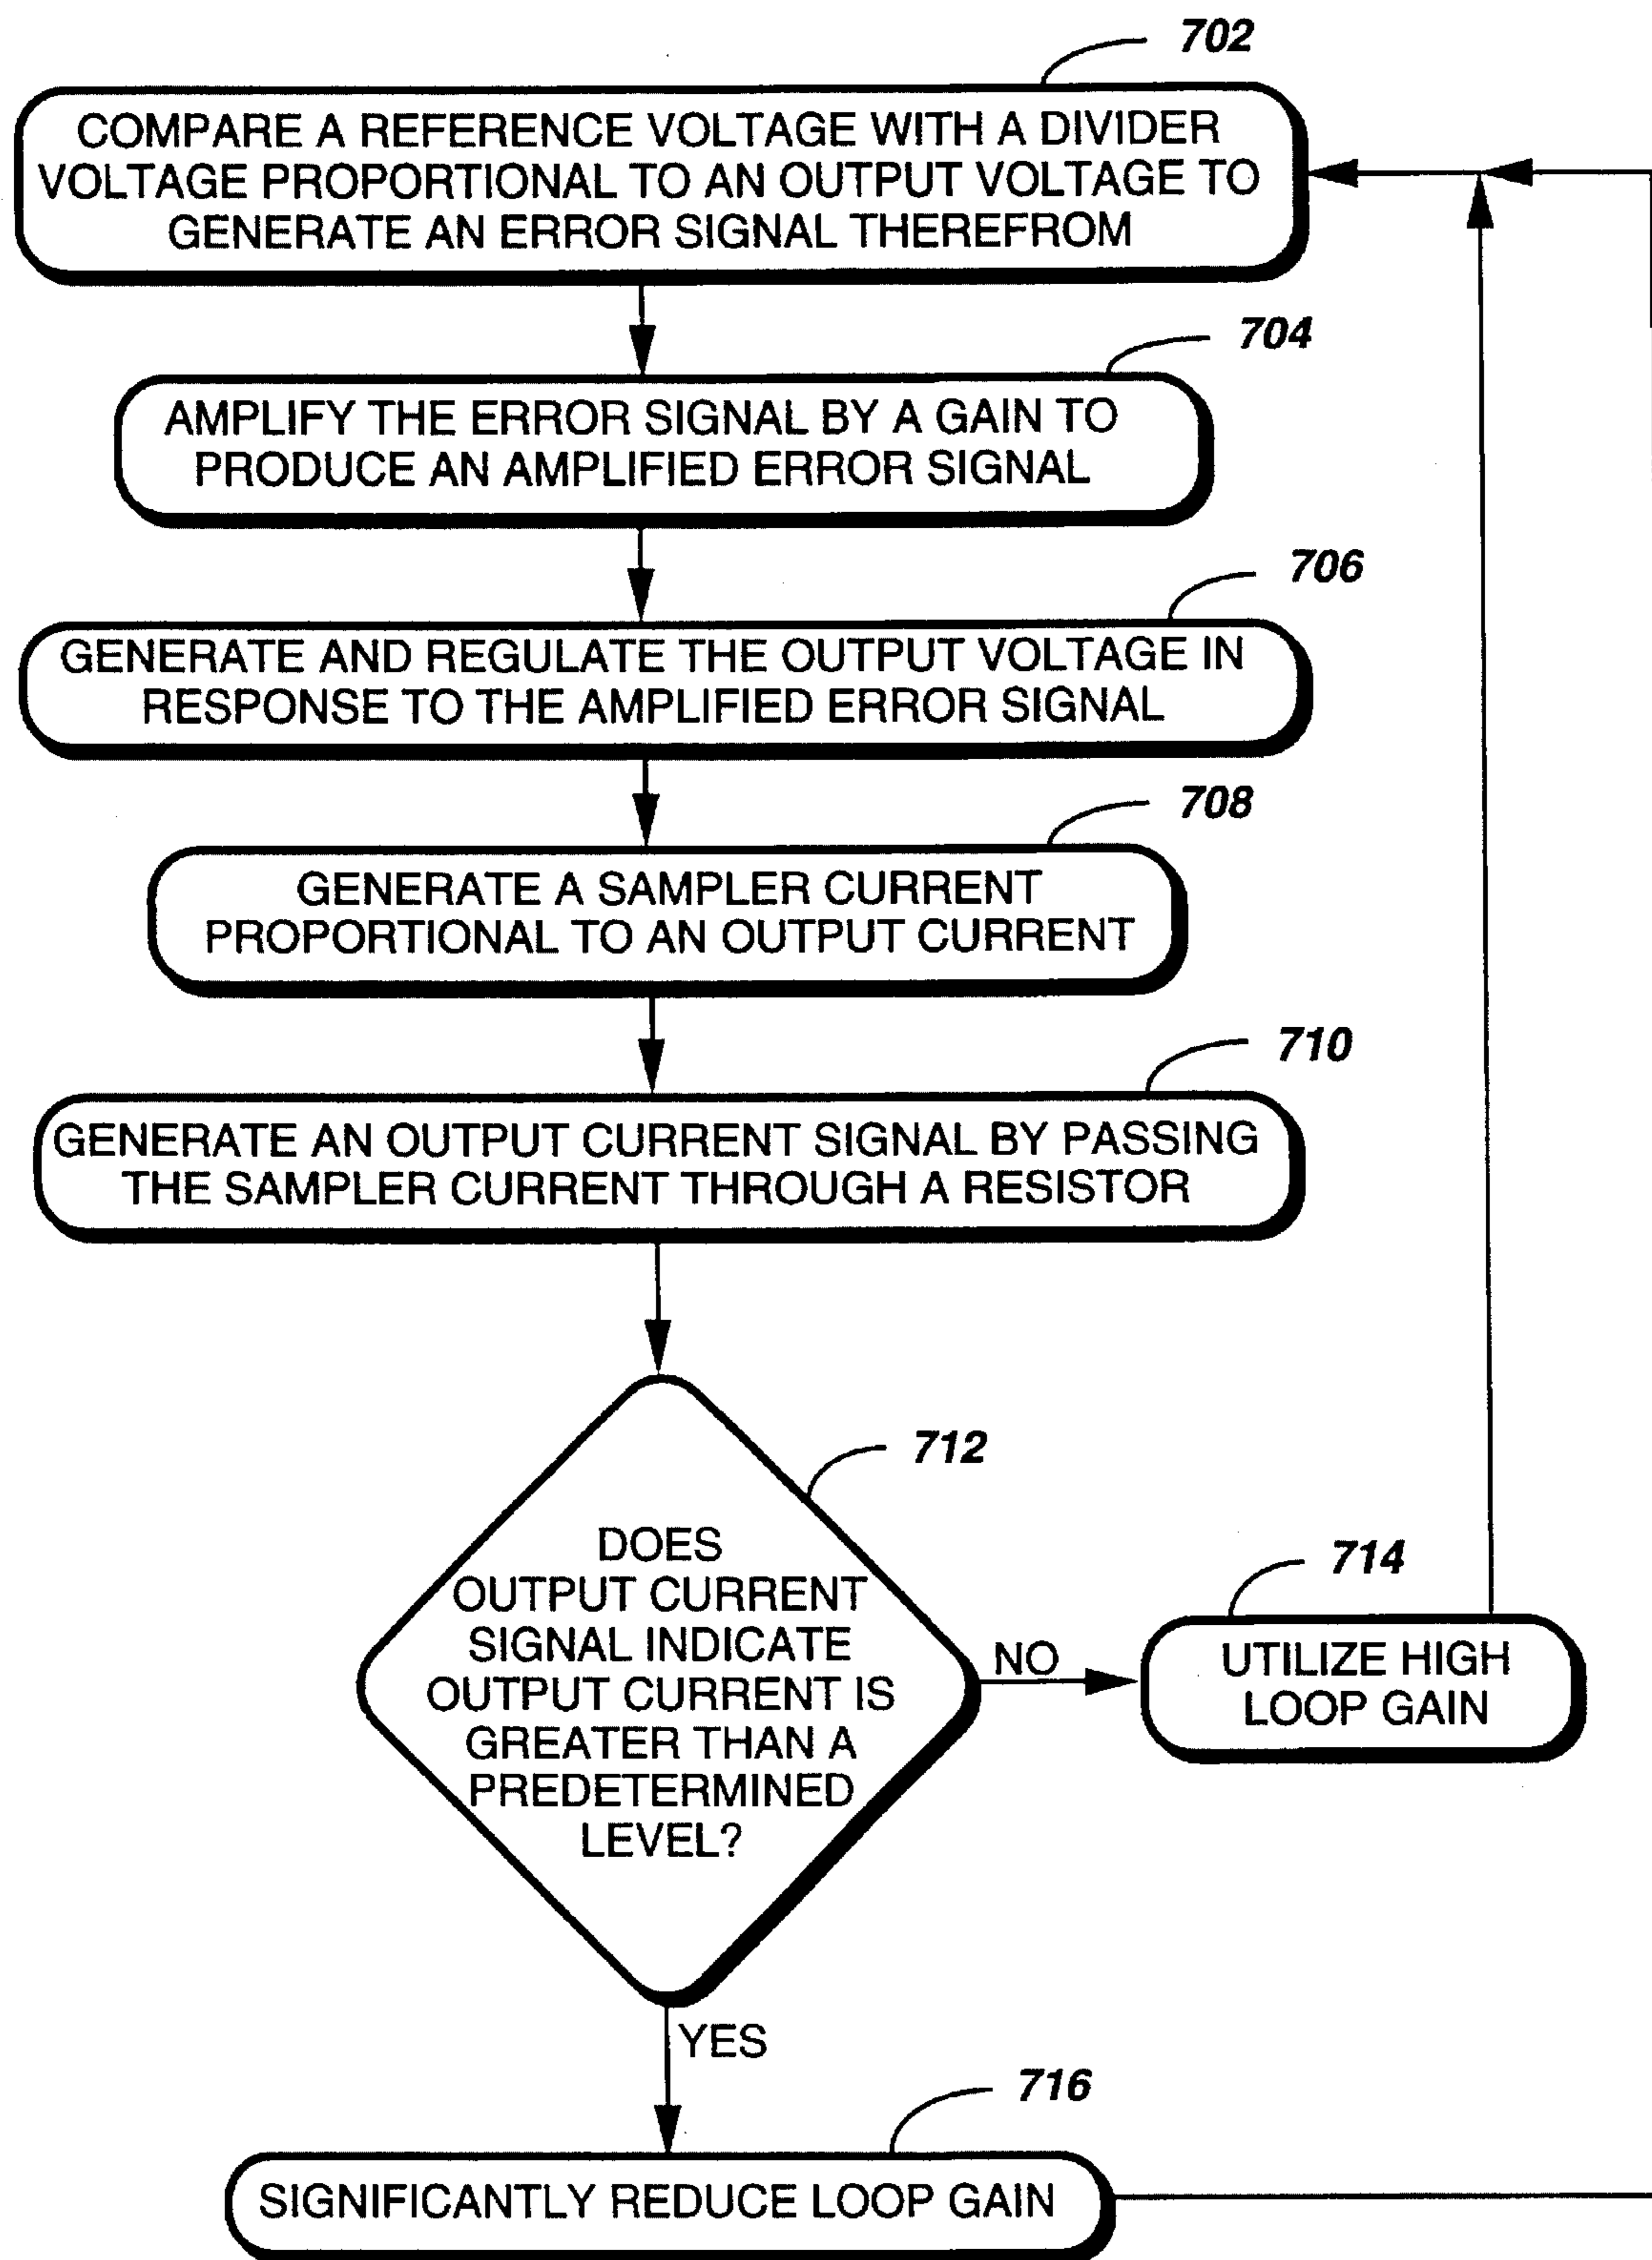 702
COMPARE A REFERENCE VOLTAGE WITH A DIVIDER
VOLTAGE PROPORTIONAL TO AN OUTPUT VOLTAGE TO
GENERATE AN ERROR SIGNAL THEREFROM
704
AMPLIFY THE ERROR SIGNAL BY A GAIN TO
PRODUCE AN AMPLIFIED ERROR SIGNAL
706
GENERATE AND REGULATE THE OUTPUT VOLTAGE IN
RESPONSE TO THE AMPLIFIED ERROR SIGNAL
708
GENERATE A SAMPLER CURRENT
PROPORTIONAL TO AN OUTPUT CURRENT
710
GENERATE AN OUTPUT CURRENT SIGNAL BY PASSING
THE SAMPLER CURRENT THROUGH A RESISTOR
712
DOES
OUTPUT CURRENT
SIGNAL INDICATE
OUTPUT CURRENT IS
GREATER THAN A
PREDETERMINED
LEVEL?
NO
714
UTILIZE HIGH
LOOP GAIN
YES
716
SIGNIFICANTLY REDUCE LOOP GAIN